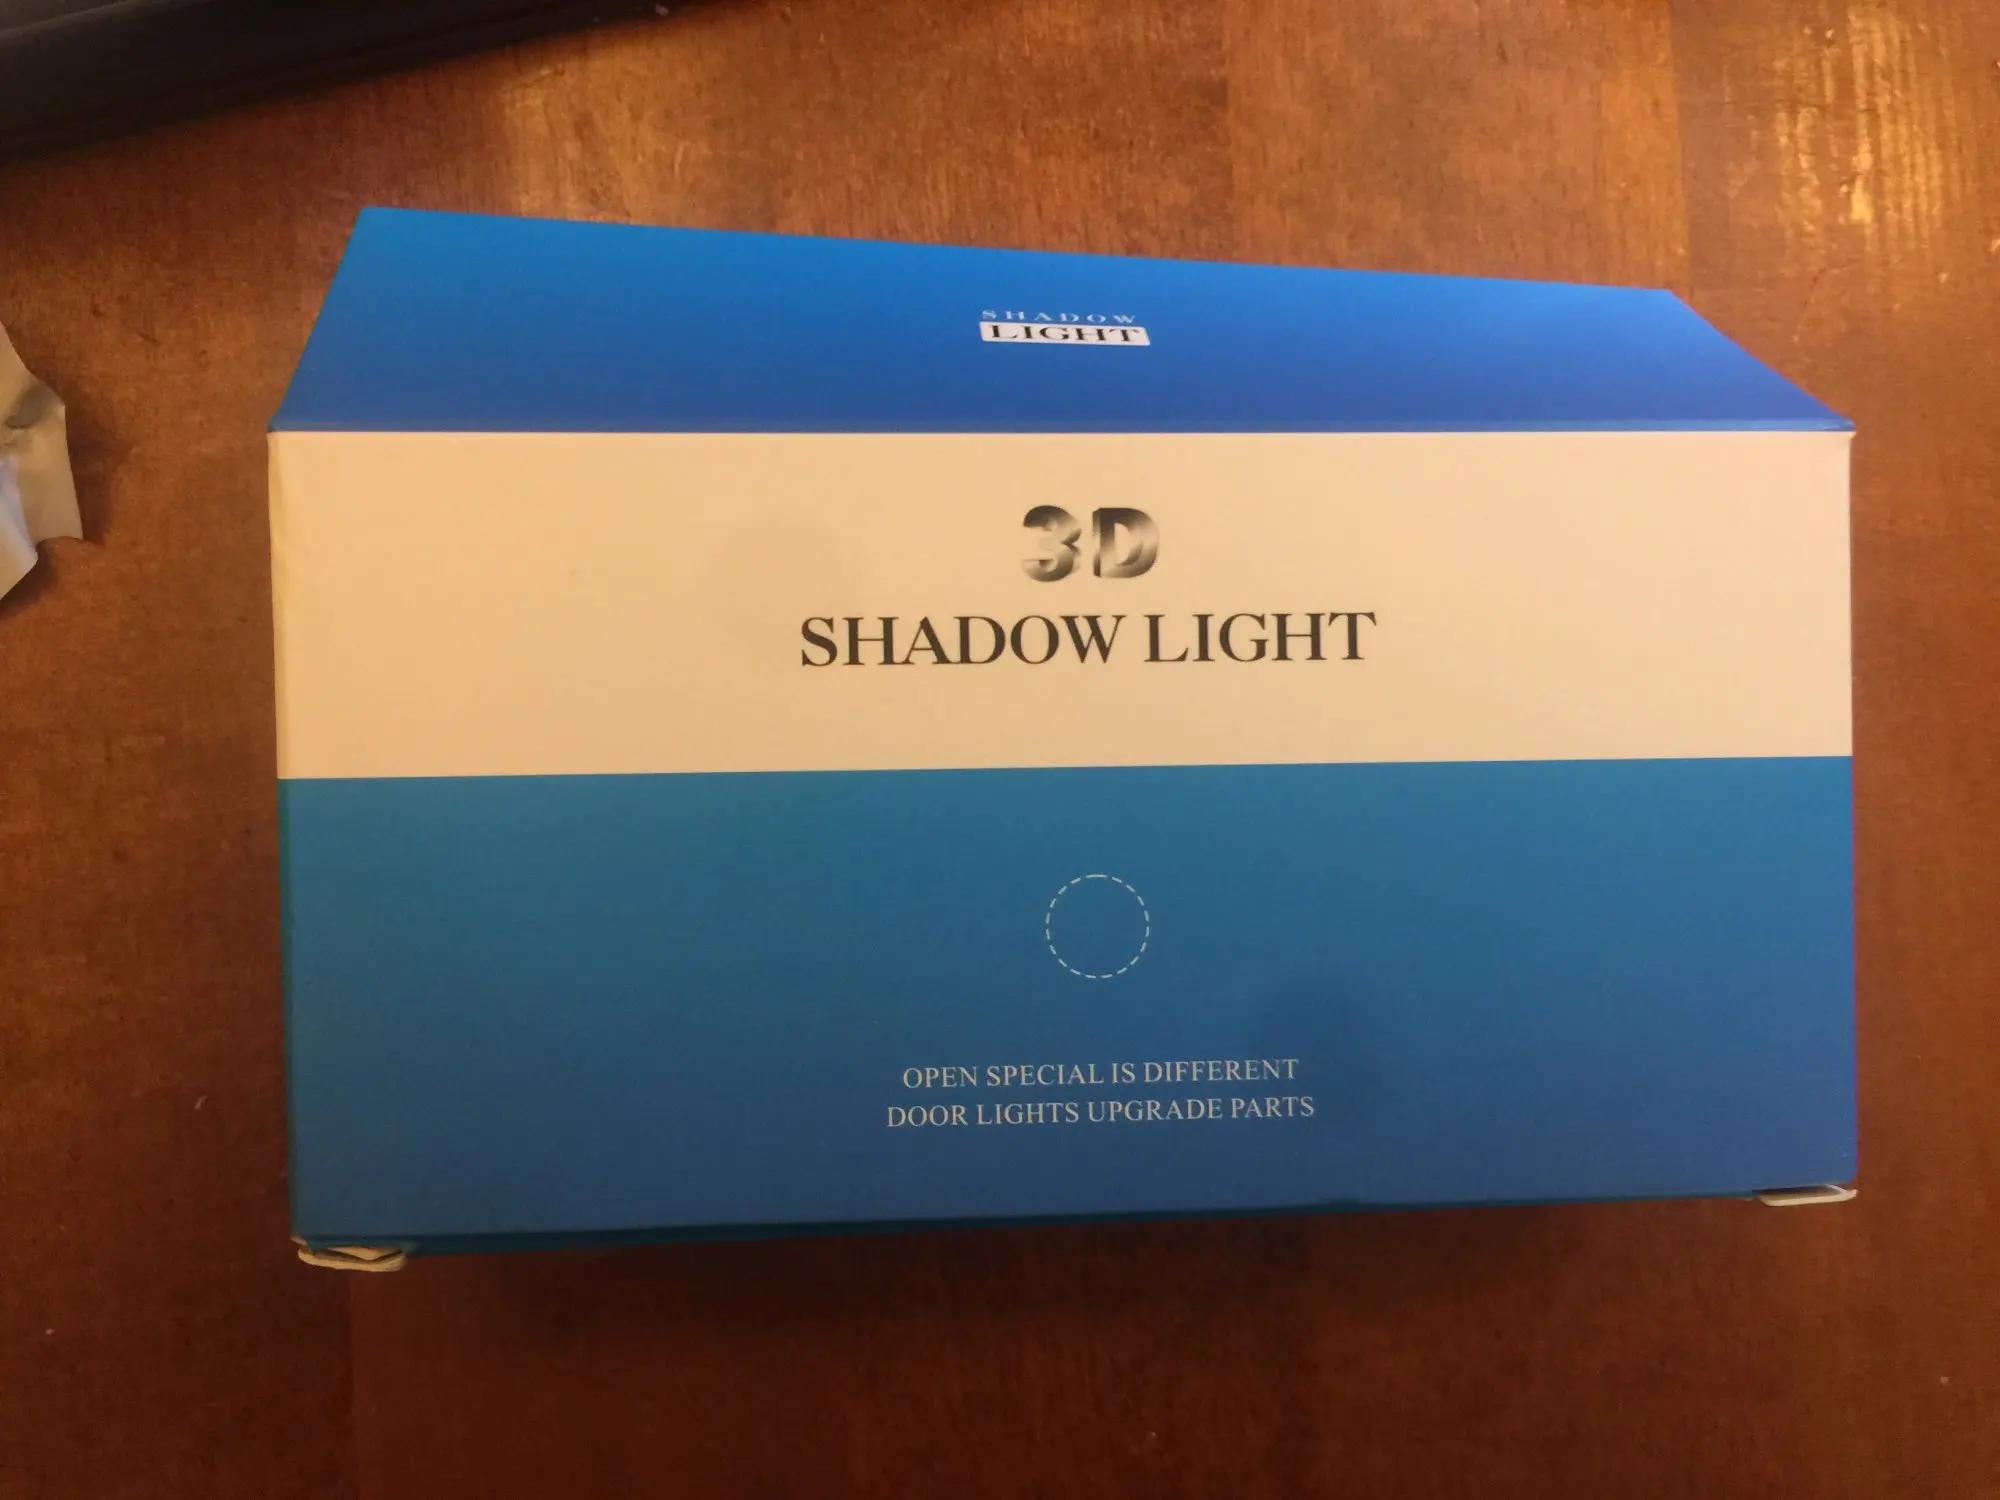 SHADOW
LIGHT
3D
SHADOW LIGHT
OPEN SPECIAL IS DIFFERENT
DOOR LIGHTS UPGRADE PARTS